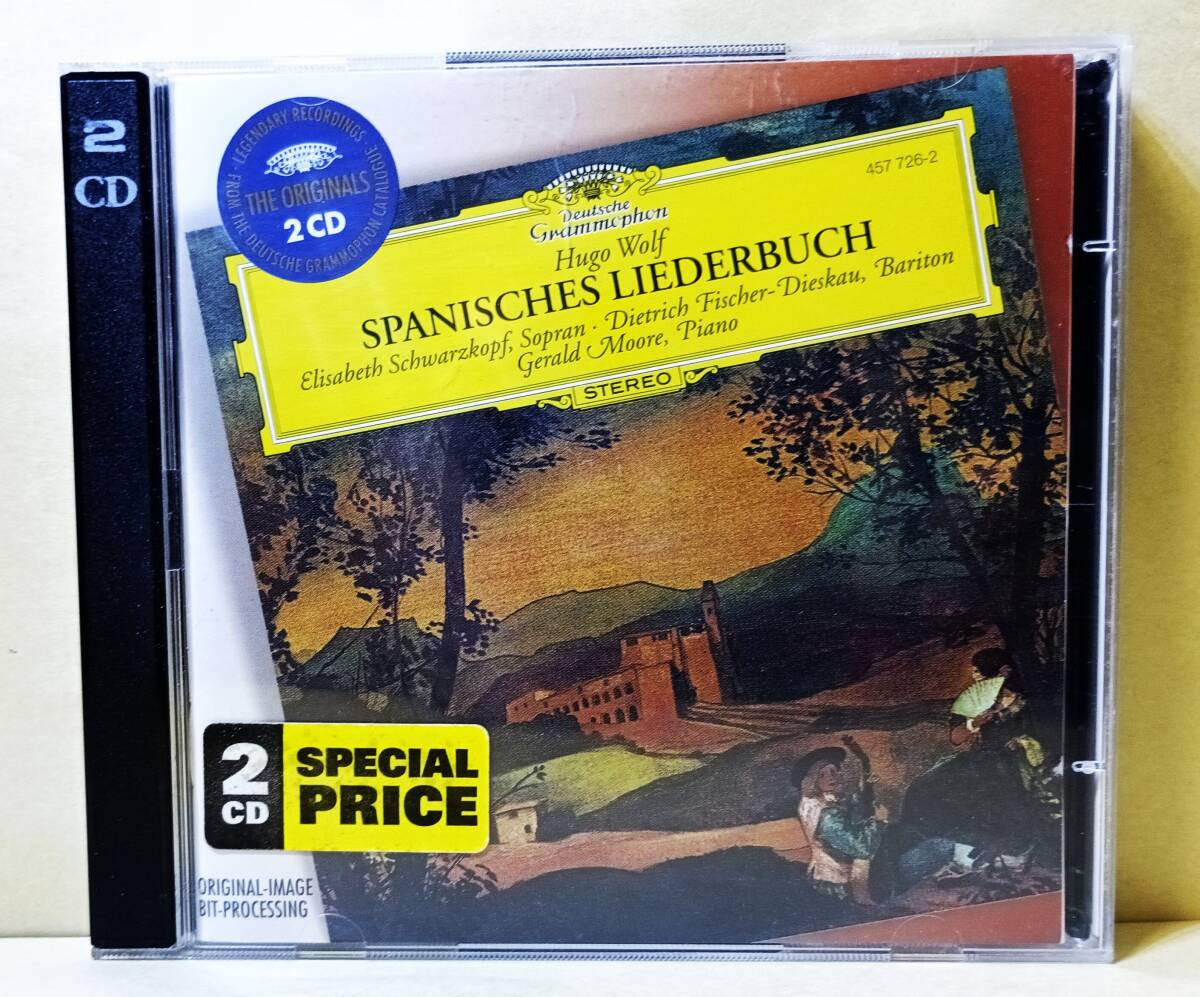 2
CD
LEGENDARY RECORDINGS
FROM THE DEUTSCHE GRAMMOPHON CATALOGUE
THE ORIGINALS
2 CD
457 726-2
Deutsche
Grammophon
Hugo Wolf
SPANISCHES LIEDERBUCH
Elisabeth Schwarzkopf, Sopran · Dietrich Fischer-Dieskau, Bariton
Gerald Moore, Piano
STEREO
2
CD
SPECIAL
PRICE
ORIGINAL-IMAGE
BIT-PROCESSING